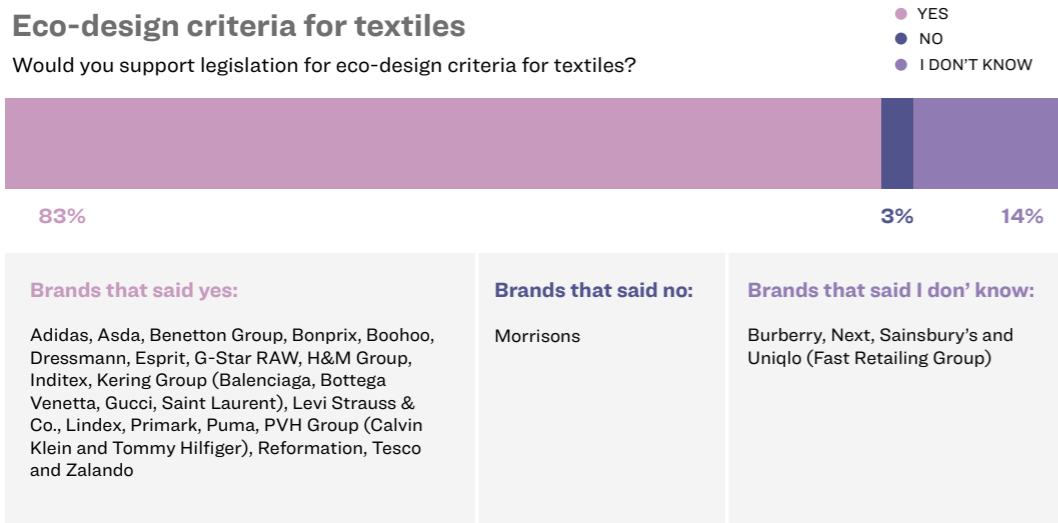 Eco-design criteria for textiles
Would you support legislation for eco-design criteria for textiles?
YES
NO
I DON'T KNOW
83%
3%
14%
Brands that said yes:
Adidas, Asda, Benetton Group, Bonprix, Boohoo,
Dressmann, Esprit, G-Star RAW, H&M Group,
Inditex, Kering Group (Balenciaga, Bottega
Venetta, Gucci, Saint Laurent), Levi Strauss &
Co., Lindex, Primark, Puma, PVH Group (Calvin
Klein and Tommy Hilfiger), Reformation, Tesco
and Zalando
Brands that said no:
Morrisons
Brands that said I don' know:
Burberry, Next, Sainsbury's and
Uniqlo (Fast Retailing Group)